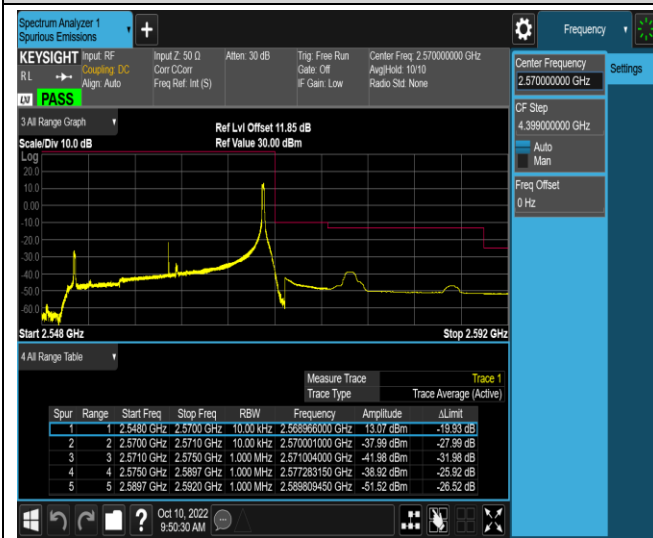 Spectrum Analyzer 1
Spurious Emissions
+
Frequency
KEYSIGHT Input: RF Input Z: 50 Ω Atten: 30 dB Trig: Free Run Center Freq: 2.570000000 GHz
RL Coupling: DC Corr CCorr Gate: Off Avg|Hold: 10/10
Align: Auto Freq Ref: Int (S) IF Gain: Low Radio Std: None
LXI PASS
Center Frequency
2.570000000 GHz
Settings
CF Step
4.399000000 GHz
Auto
Man
Freq Offset
0 Hz
3 All Range Graph
Ref Lvl Offset 11.85 dB
Scale/Div 10.0 dB Ref Value 30.00 dBm
Log
20.0
10.0
0.00
-10.0
-20.0
-30.0
-40.0
-50.0
-60.0
Start 2.548 GHz Stop 2.592 GHz
4 All Range Table
Measure Trace Trace 1
Trace Type Trace Average (Active)
Spur Range Start Freq Stop Freq RBW Frequency Amplitude ΔLimit
1 1 2.5480 GHz 2.5700 GHz 10.00 kHz 2.568966000 GHz 13.07 dBm -19.93 dB
2 2 2.5700 GHz 2.5710 GHz 10.00 kHz 2.570001000 GHz -37.99 dBm -27.99 dB
3 3 2.5710 GHz 2.5750 GHz 1.000 MHz 2.571004000 GHz -41.98 dBm -31.98 dB
4 4 2.5750 GHz 2.5897 GHz 1.000 MHz 2.577283150 GHz -38.92 dBm -25.92 dB
5 5 2.5897 GHz 2.5920 GHz 1.000 MHz 2.589809450 GHz -51.52 dBm -26.52 dB
? Oct 10, 2022
9:50:30 AM